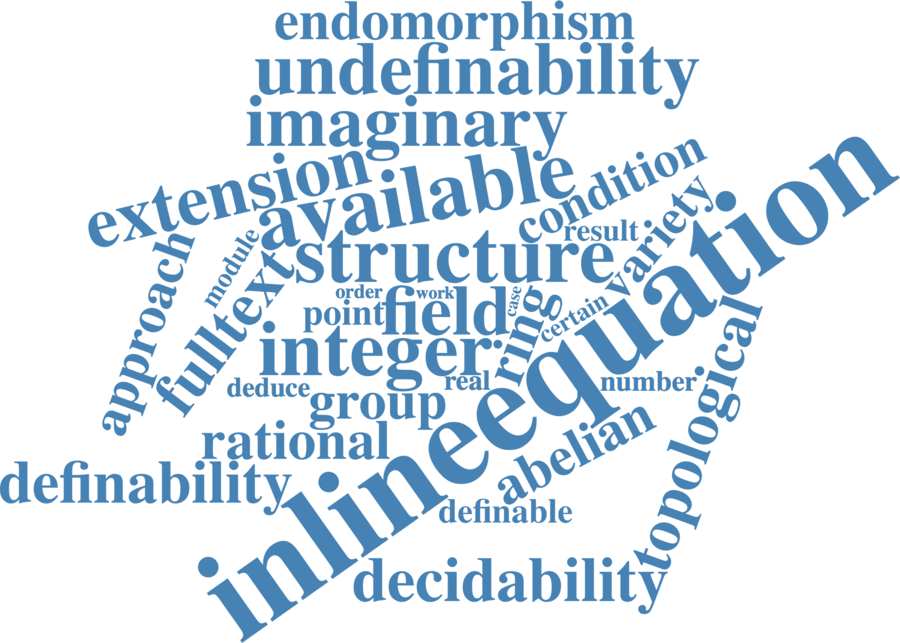 endomorphism
undefinability
imaginary
extension
available
condition
result
variety
approach
module
fulltext
structure
order
work
case
point
field
ring
certain
integer
inlineequation
deduce
real
number
group
topological
rational
abelian
definability
definable
decidability